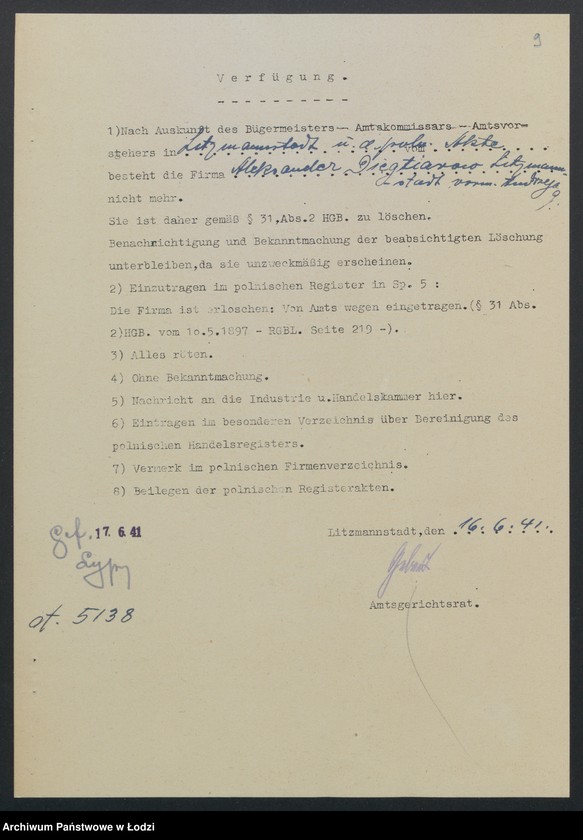 9
Verfügung.
1)Nach Auskunft des Bügermeisters- Amtskommissars - Amtsvor-
stehers in Litzmannstadt u. d. poln. Akte vom
besteht die Firma Aleksander Litzmann-
stadt vorm. 9
nicht mehr.
Sie ist daher gemäß § 31,Abs.2 HGB. zu löschen.
Benachrichtigung und Bekanntmachung der beabsichtigten Löschung
unterbleiben,da sie unzweckmäßig erscheinen.
2) Einzutragen im polnischen Register in Sp. 5 :
Die Firma ist erloschen: Von Amts wegen eingetragen.(§ 31 Abs.
2)HGB. vom 1o.5.1897 - RGBL. Seite 219 -).
3) Alles röten.
4) Ohne Bekanntmachung.
5) Nachricht an die Industrie u.Handelskammer hier.
6) Eintragen im besonderen Verzeichnis über Bereinigung des
polnischen Handelsregisters.
7) Vermerk im polnischen Firmenverzeichnis.
8) Beilegen der polnischen Registerakten.
Litzmannstadt,den 16.6.41.
gef. 17.6.41
Amtsgerichtsrat.
5138
Archiwum Państwowe w Łodzi